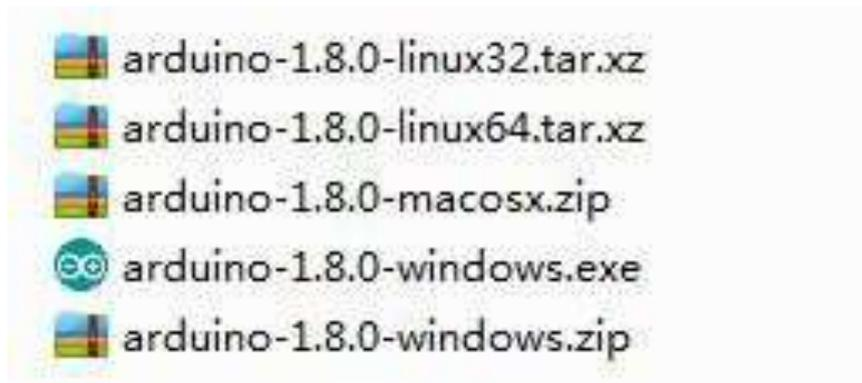 arduino-1.8.0-linux32.tar.xz
arduino-1.8.0-linux64.tar.xz
arduino-1.8.0-macosx.zip
arduino-1.8.0-windows.exe
arduino-1.8.0-windows.zip